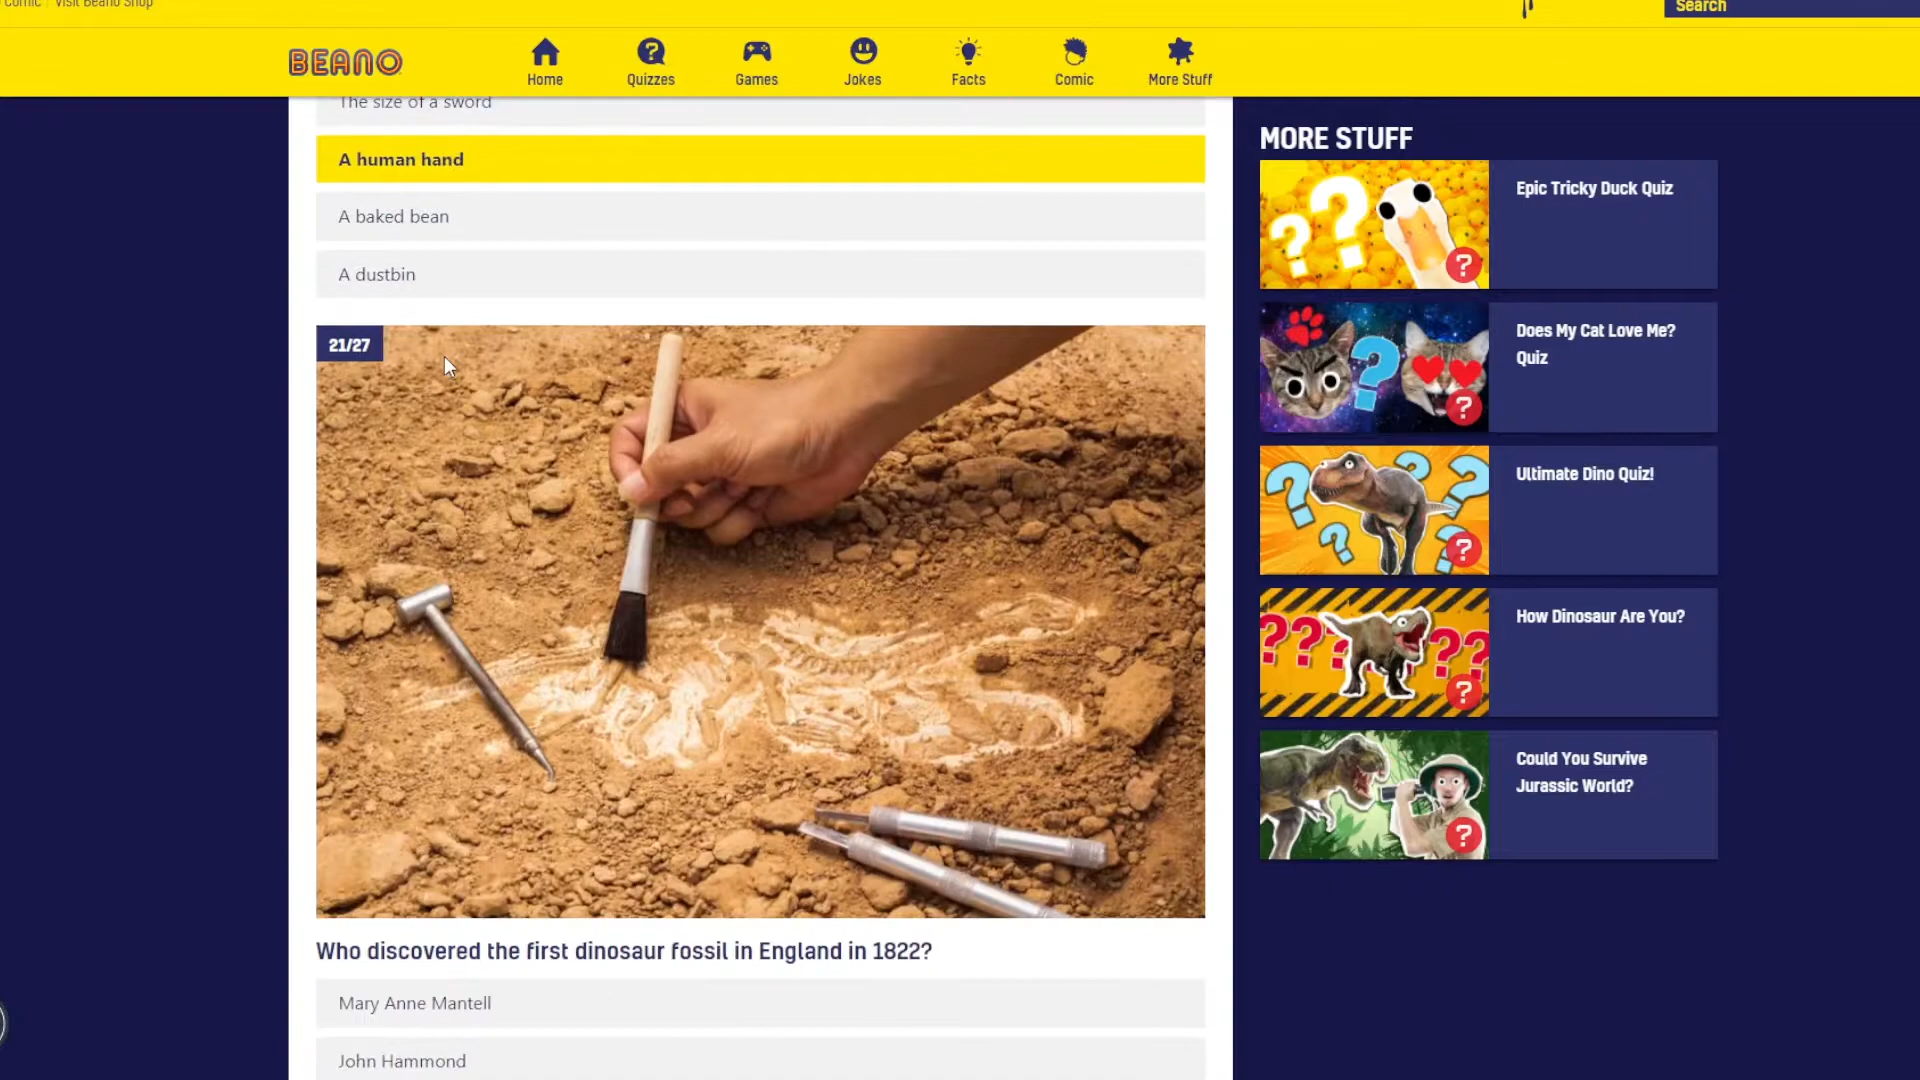 Comic
Visit Beano Shop
Search
BEANO
Home
Quizzes
Games
Jokes
Facts
Comic
More Stuff
The size of a sword
A human hand
A baked bean
A dustbin
21/27
Who discovered the first dinosaur fossil in England in 1822?
Mary Anne Mantell
John Hammond
MORE STUFF
? ?
?
Epic Tricky Duck Quiz
?
?
Does My Cat Love Me?
Quiz
? ? ?
? ?
?
Ultimate Dino Quiz!
??? ??
?
How Dinosaur Are You?
?
Could You Survive
Jurassic World?